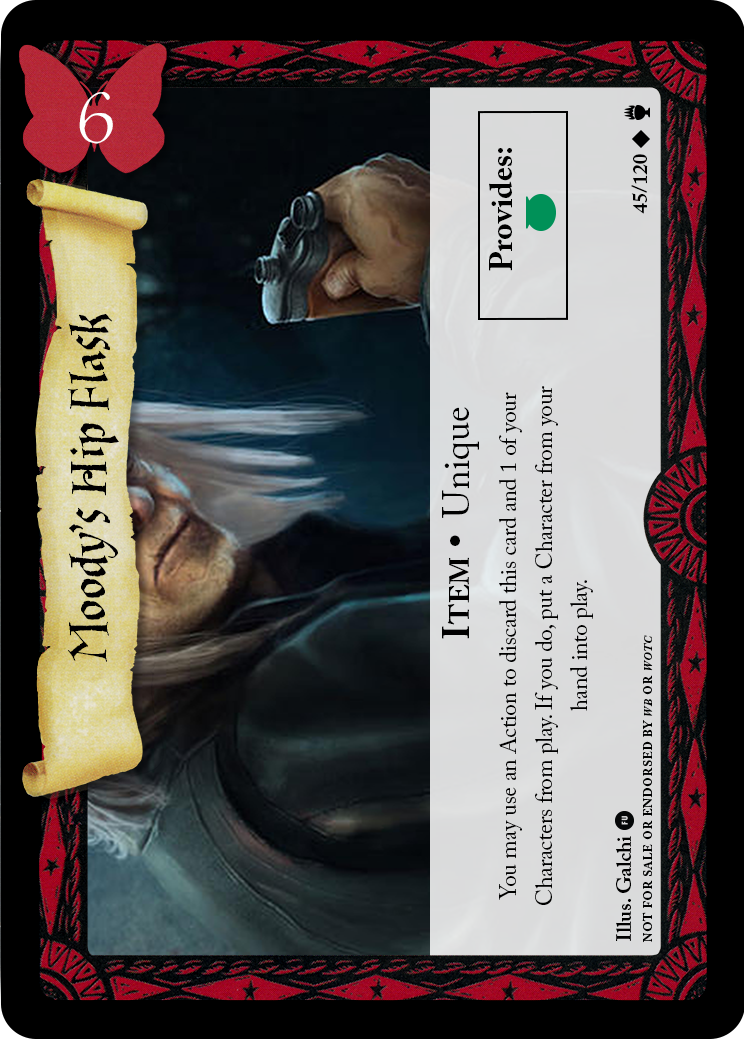 6
Moody's Hip Flask
ITEM • Unique
Provides:
You may use an Action to discard this card and 1 of your
Characters from play. If you do, put a Character from your
hand into play.
Illus. Galchi FU
NOT FOR SALE OR ENDORSED BY WB OR WOTC
45/120